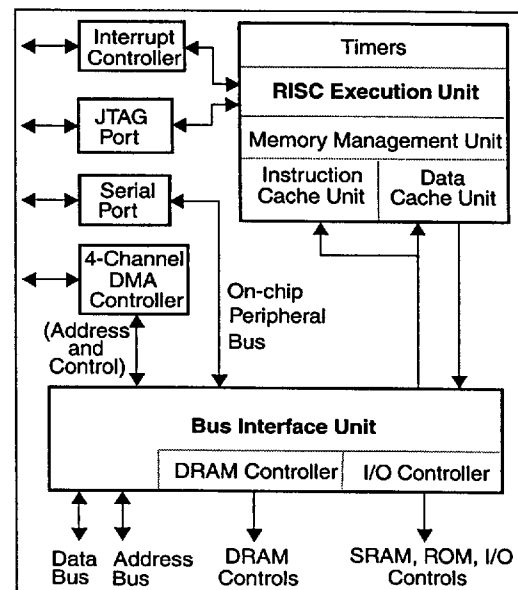 Interrupt
Controller
JTAG
Port
Serial
Port
4-Channel
DMA
Controller
(Address
and
Control)
Timers
RISC Execution Unit
Memory Management Unit
Instruction
Cache Unit
Data
Cache Unit
On-chip
Peripheral
Bus
Bus Interface Unit
DRAM Controller
I/O Controller
Data
Bus
Address
Bus
DRAM
Controls
SRAM, ROM, I/O
Controls